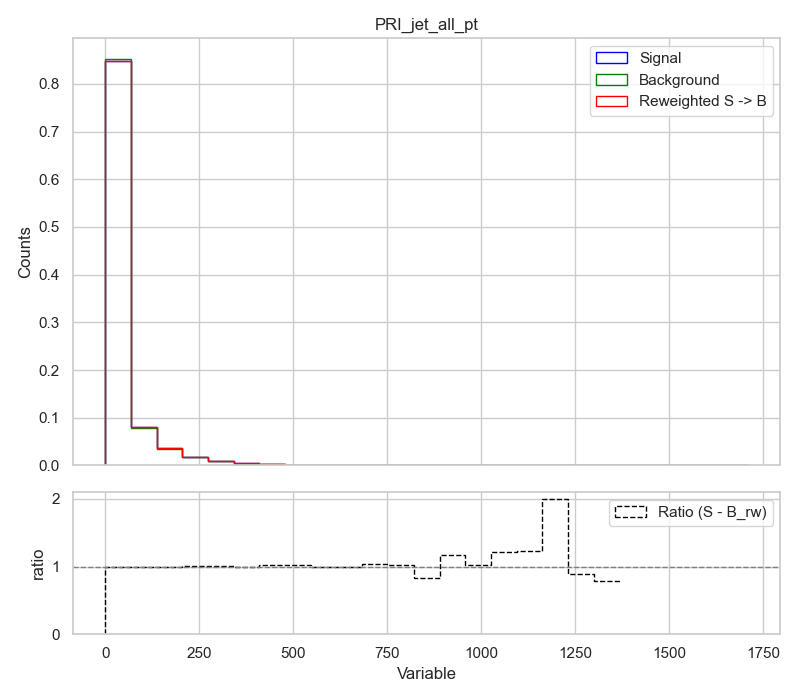 PRI_jet_all_pt
Signal
Background
Reweighted S -> B
Counts
0.8
0.7
0.6
0.5
0.4
0.3
0.2
0.1
0.0
Ratio (S - B_rw)
ratio
2
1
0
0 250 500 750 1000 1250 1500 1750
Variable